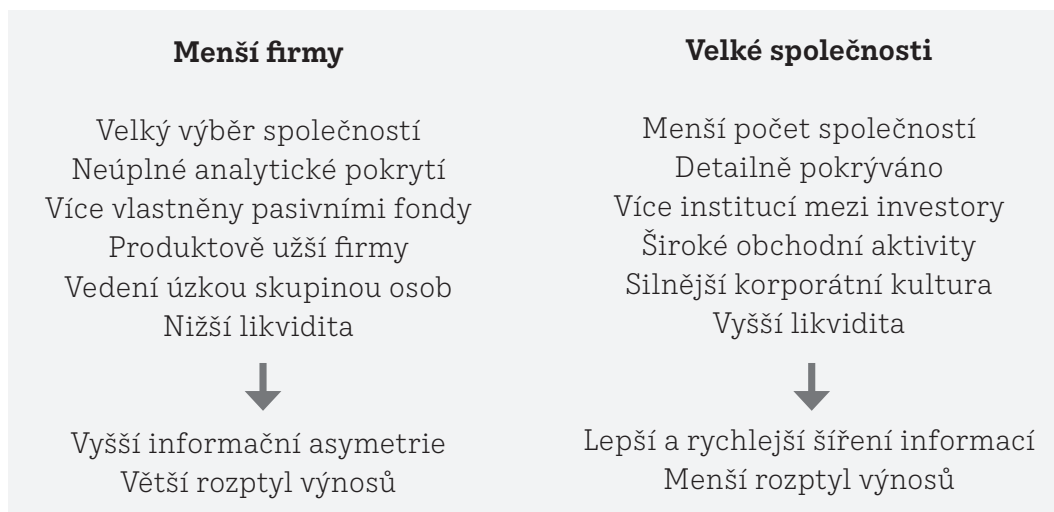 Menší firmy
Velký výběr společností
Neúplné analytické pokrytí
Více vlastněny pasivními fondy
Produktově užší firmy
Vedení úzkou skupinou osob
Nižší likvidita
Vyšší informační asymetrie
Větší rozptyl výnosů
Velké společnosti
Menší počet společností
Detailně pokrýváno
Více institucí mezi investory
Široké obchodní aktivity
Silnější korporátní kultura
Vyšší likvidita
Lepší a rychlejší šíření informací
Menší rozptyl výnosů